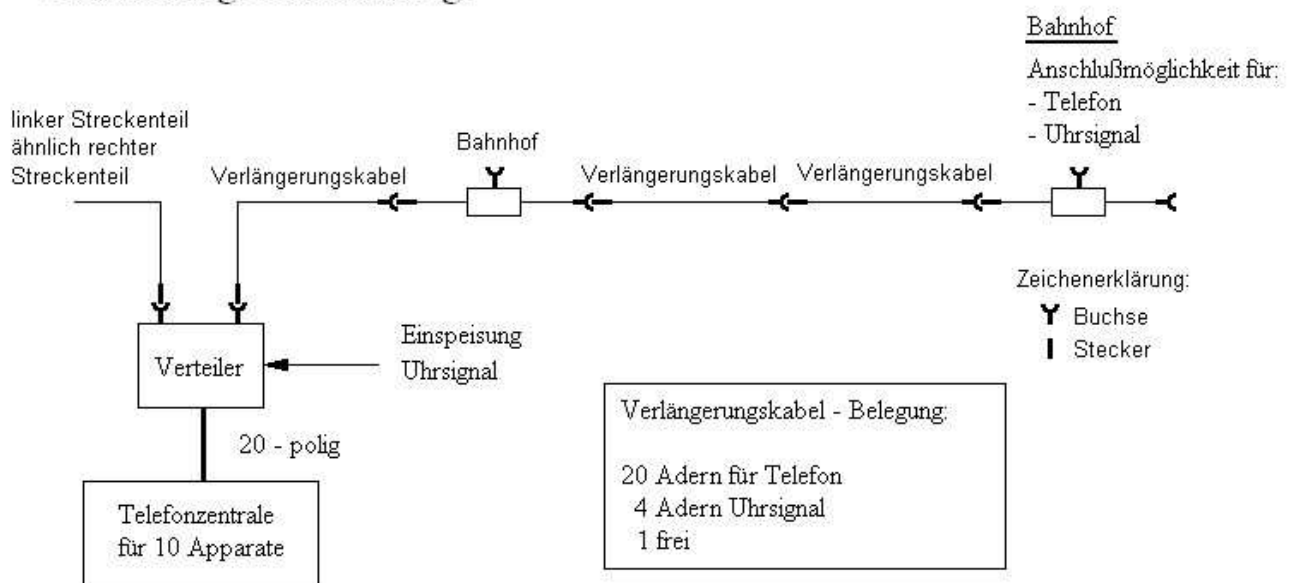 Bahnhof
Anschlußmöglichkeit für:
- Telefon
- Uhrsignal
linker Streckenteil
ähnlich rechter
Streckenteil
Verlängerungskabel
Bahnhof
Verlängerungskabel
Verlängerungskabel
Zeichenerklärung:
Buchse
Stecker
Verteiler
Einspeisung
Uhrsignal
20 - polig
Telefonzentrale
für 10 Apparate
Verlängerungskabel - Belegung:
20 Adern für Telefon
4 Adern Uhrsignal
1 frei